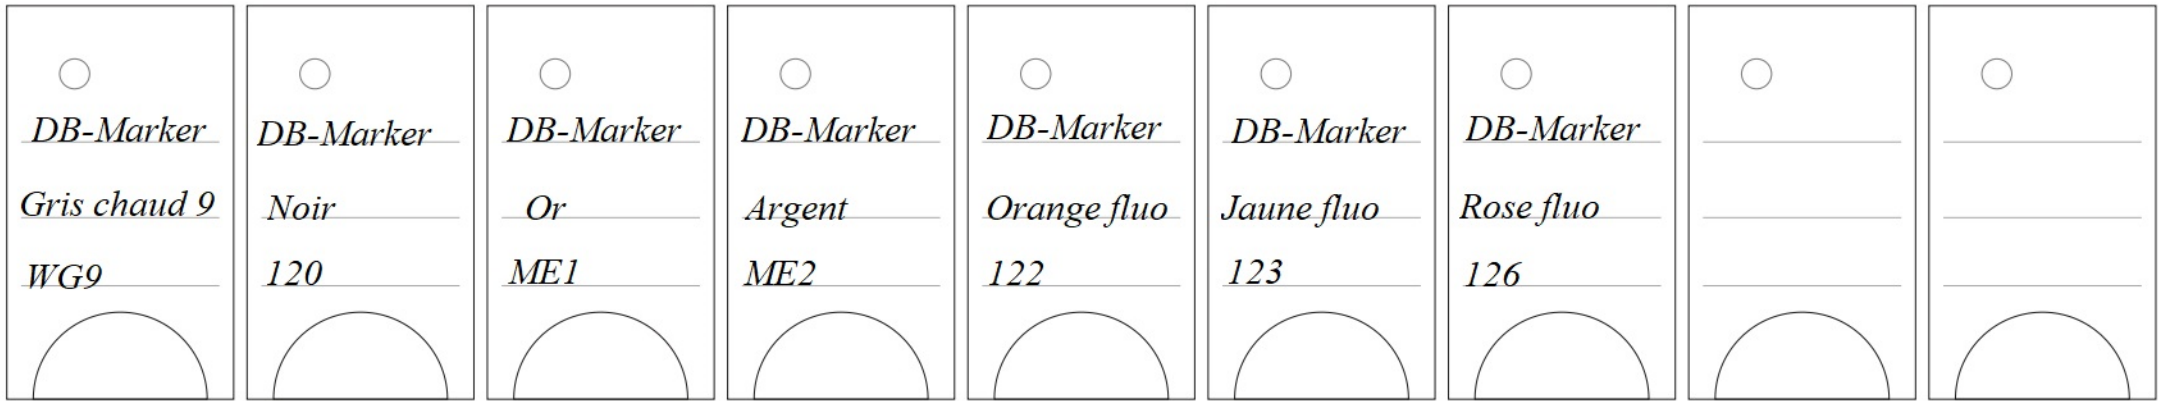 DB-Marker
Gris chaud 9
WG9
DB-Marker
Noir
120
DB-Marker
Or
ME1
DB-Marker
Argent
ME2
DB-Marker
Orange fluo
122
DB-Marker
Jaune fluo
123
DB-Marker
Rose fluo
126